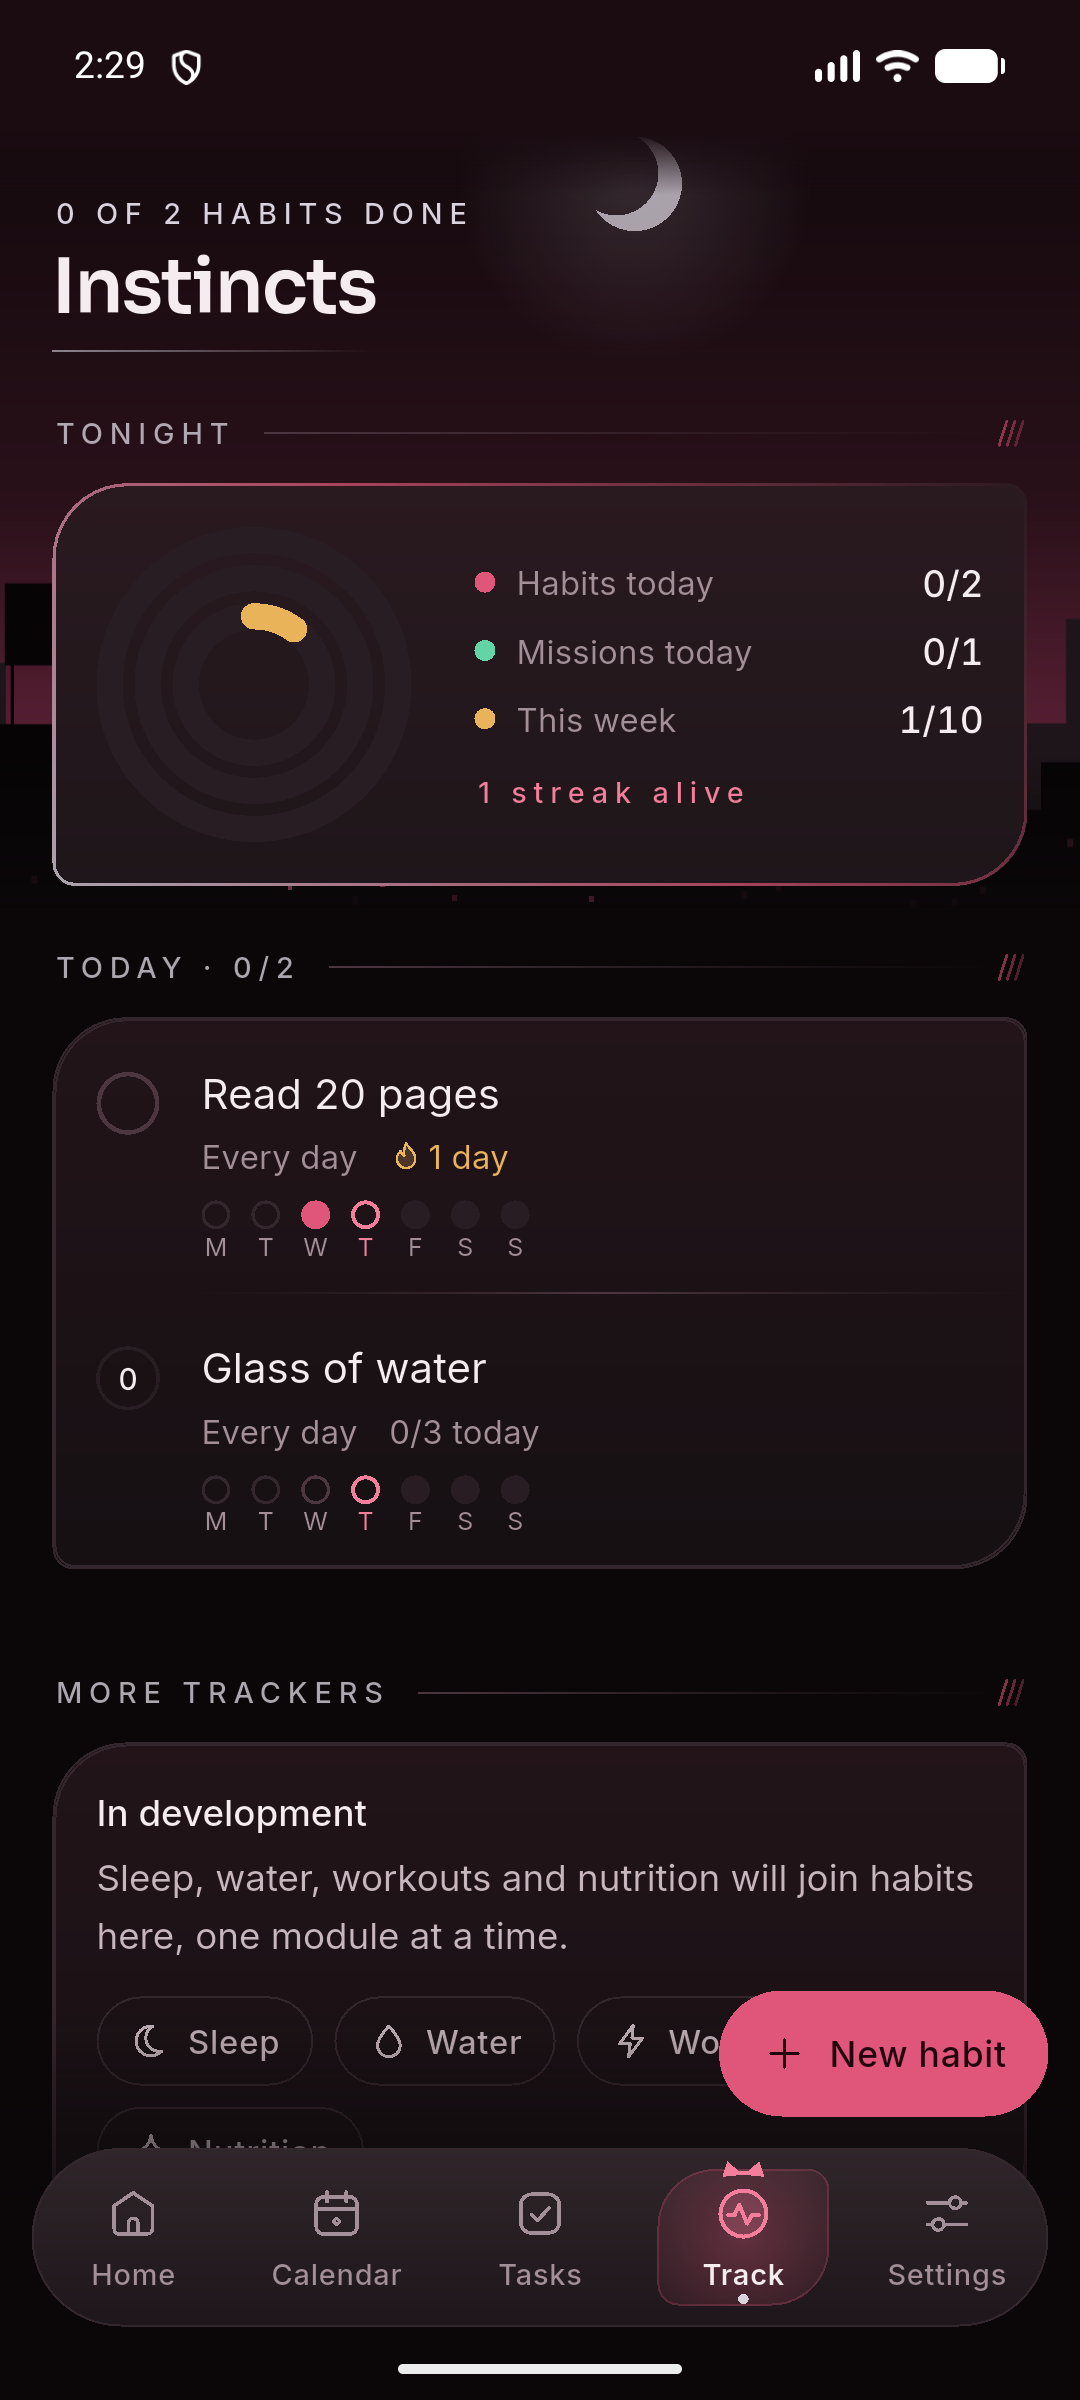 2:29
0 OF 2 HABITS DONE
Instincts
TONIGHT
Habits today 0/2
Missions today 0/1
This week 1/10
1 streak alive
TODAY · 0/2
Read 20 pages
Every day 1 day
M T W T F S S
0 Glass of water
Every day 0/3 today
M T W T F S S
MORE TRACKERS
In development
Sleep, water, workouts and nutrition will join habits
here, one module at a time.
Sleep Water Wo
+ New habit
Nutrition
Home Calendar Tasks Track Settings